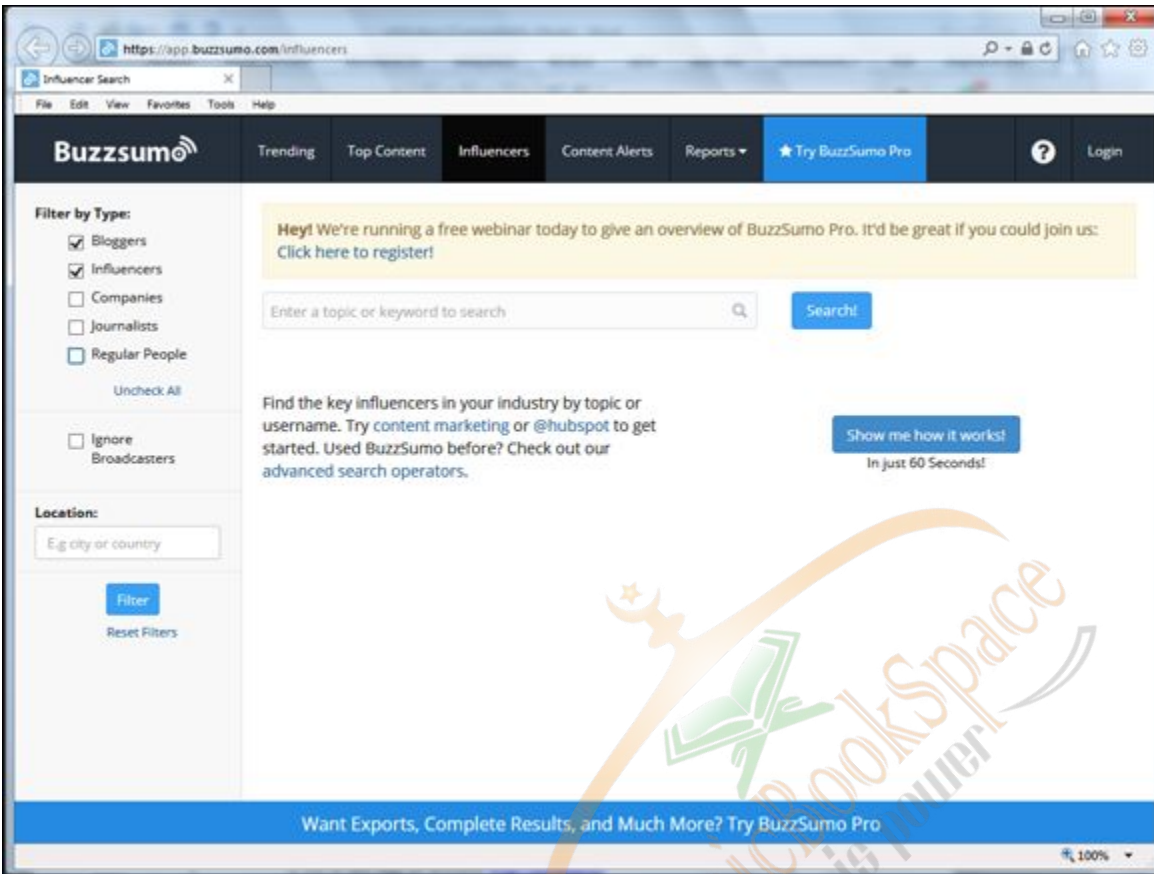 https://app.buzzsumo.com/influencers
Influencer Search
File Edit View Favorites Tools Help
Buzzsumo
Trending Top Content Influencers Content Alerts Reports Try BuzzSumo Pro ? Login
Filter by Type:
Bloggers
Influencers
Companies
Journalists
Regular People
Uncheck All
Ignore
Broadcasters
Location:
E.g city or country
Filter
Reset Filters
Hey! We're running a free webinar today to give an overview of BuzzSumo Pro. It'd be great if you could join us:
Click here to register!
Enter a topic or keyword to search
Search!
Find the key influencers in your industry by topic or
username. Try content marketing or @hubspot to get
started. Used BuzzSumo before? Check out our
advanced search operators.
Show me how it works!
In just 60 Seconds!
Want Exports, Complete Results, and Much More? Try BuzzSumo Pro
100%
is power